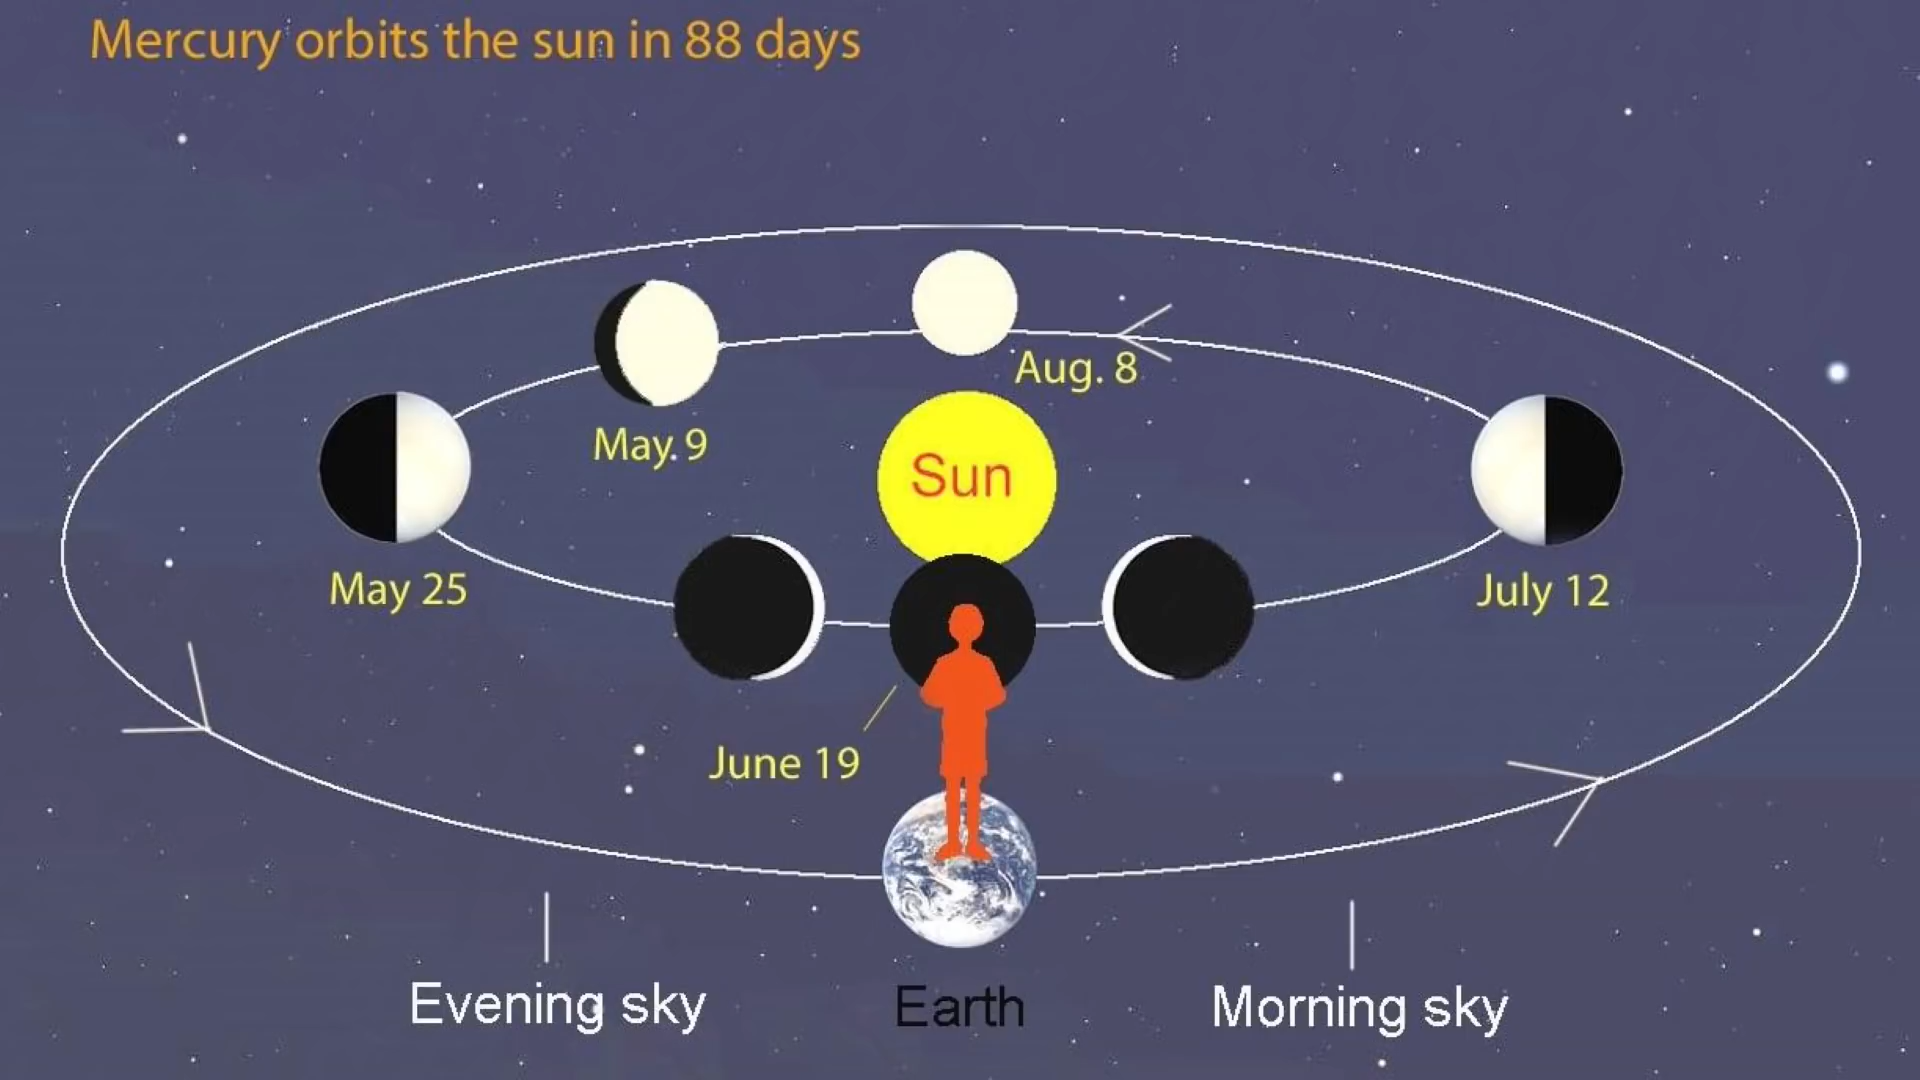 Mercury orbits the sun in 88 days
Aug. 8
May. 9
Sun
May 25
July 12
June 19
Evening sky
Earth
Morning sky